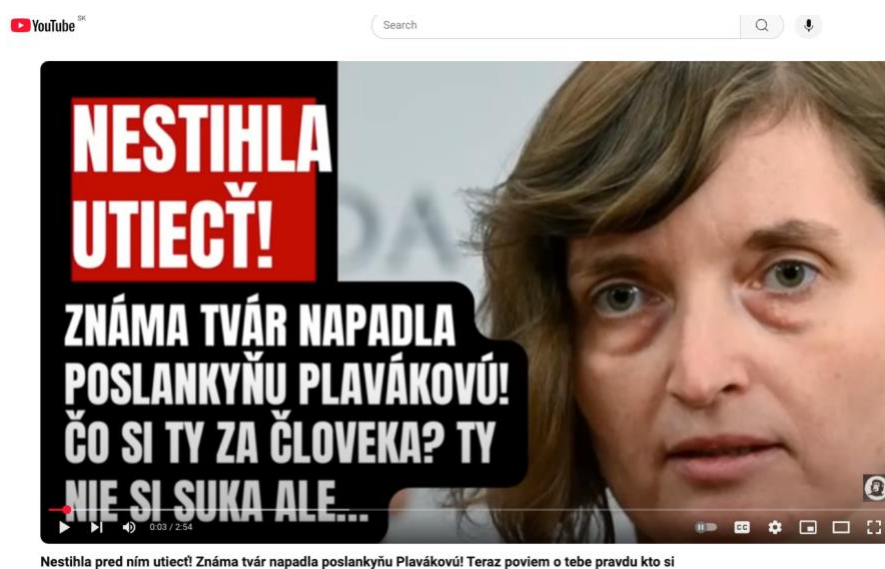 YouTube SK
Search
NESTIHLA
UTIECŤ!
DA
ZNÁMA TVÁR NAPADLA
POSLANKYŇU PLAVÁKOVÚ!
ČO SI TY ZA ČLOVEKA? TY
NIE SI SUKA ALE...
0:03 / 2:54
CC
Nestihla pred ním utiecť! Známa tvár napadla poslankyňu Plavákovú! Teraz poviem o tebe pravdu kto si